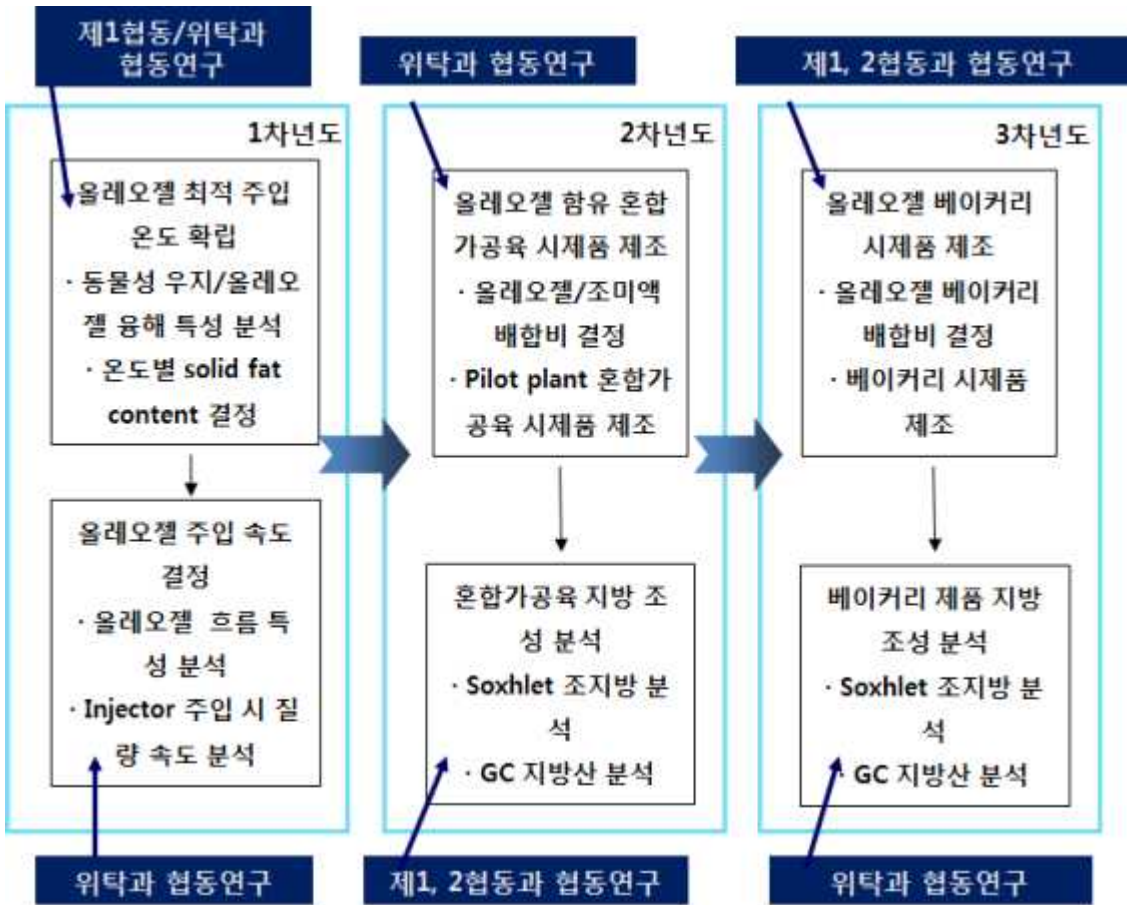 제1협동/위탁과
협동연구
위탁과 협동연구
제1, 2협동과 협동연구
1차년도
올레오젤 최적 주입
온도 확립
· 동물성 우지/올레오
젤 융해 특성 분석
· 온도별 solid fat
content 결정
올레오젤 주입 속도
결정
· 올레오젤 흐름 특
성 분석
· Injector 주입 시 질
량 속도 분석
위탁과 협동연구
2차년도
올레오젤 함유 혼합
가공육 시제품 제조
· 올레오젤/조미액
배합비 결정
· Pilot plant 혼합가
공육 시제품 제조
혼합가공육 지방 조
성 분석
· Soxhlet 조지방 분
석
· GC 지방산 분석
제1, 2협동과 협동연구
3차년도
올레오젤 베이커리
시제품 제조
· 올레오젤 베이커리
배합비 결정
· 베이커리 시제품
제조
베이커리 제품 지방
조성 분석
· Soxhlet 조지방 분
석
· GC 지방산 분석
위탁과 협동연구